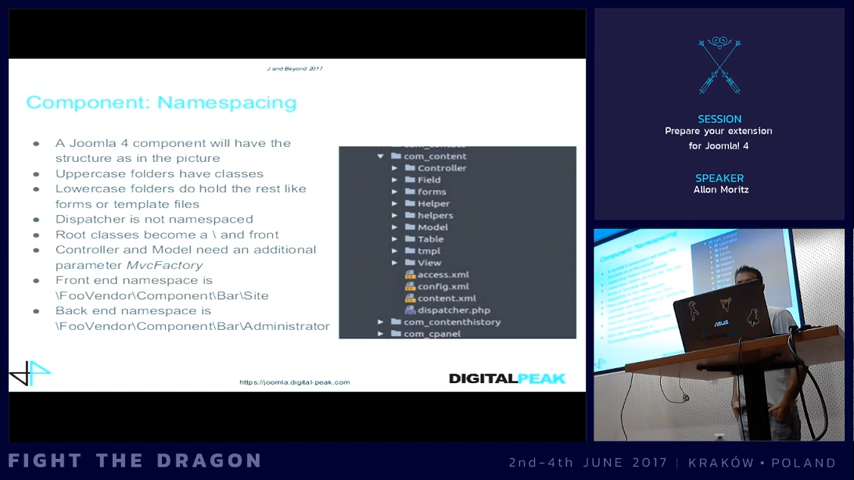 J and Beyond 2017
Component: Namespacing
● A Joomla 4 component will have the
structure as in the picture
● Uppercase folders have classes
● Lowercase folders do hold the rest like
forms or template files
● Dispatcher is not namespaced
● Root classes become a \ and front
● Controller and Model need an additional
parameter MvcFactory
● Front end namespace is
\FooVendor\Component\Bar\Site
● Back end namespace is
\FooVendor\Component\Bar\Administrator
com_content
Controller
Field
forms
Helper
helpers
Model
Table
tmpl
View
access.xml
config.xml
content.xml
dispatcher.php
com_contenthistory
com_cpanel
https://joomla.digital-peak.com
DIGITALPEAK
SESSION
Prepare your extension
for Joomla! 4
SPEAKER
Allon Moritz
Component: Namespacing
ASUS
FIGHT THE DRAGON
2nd-4th JUNE 2017 | KRAKÓW • POLAND